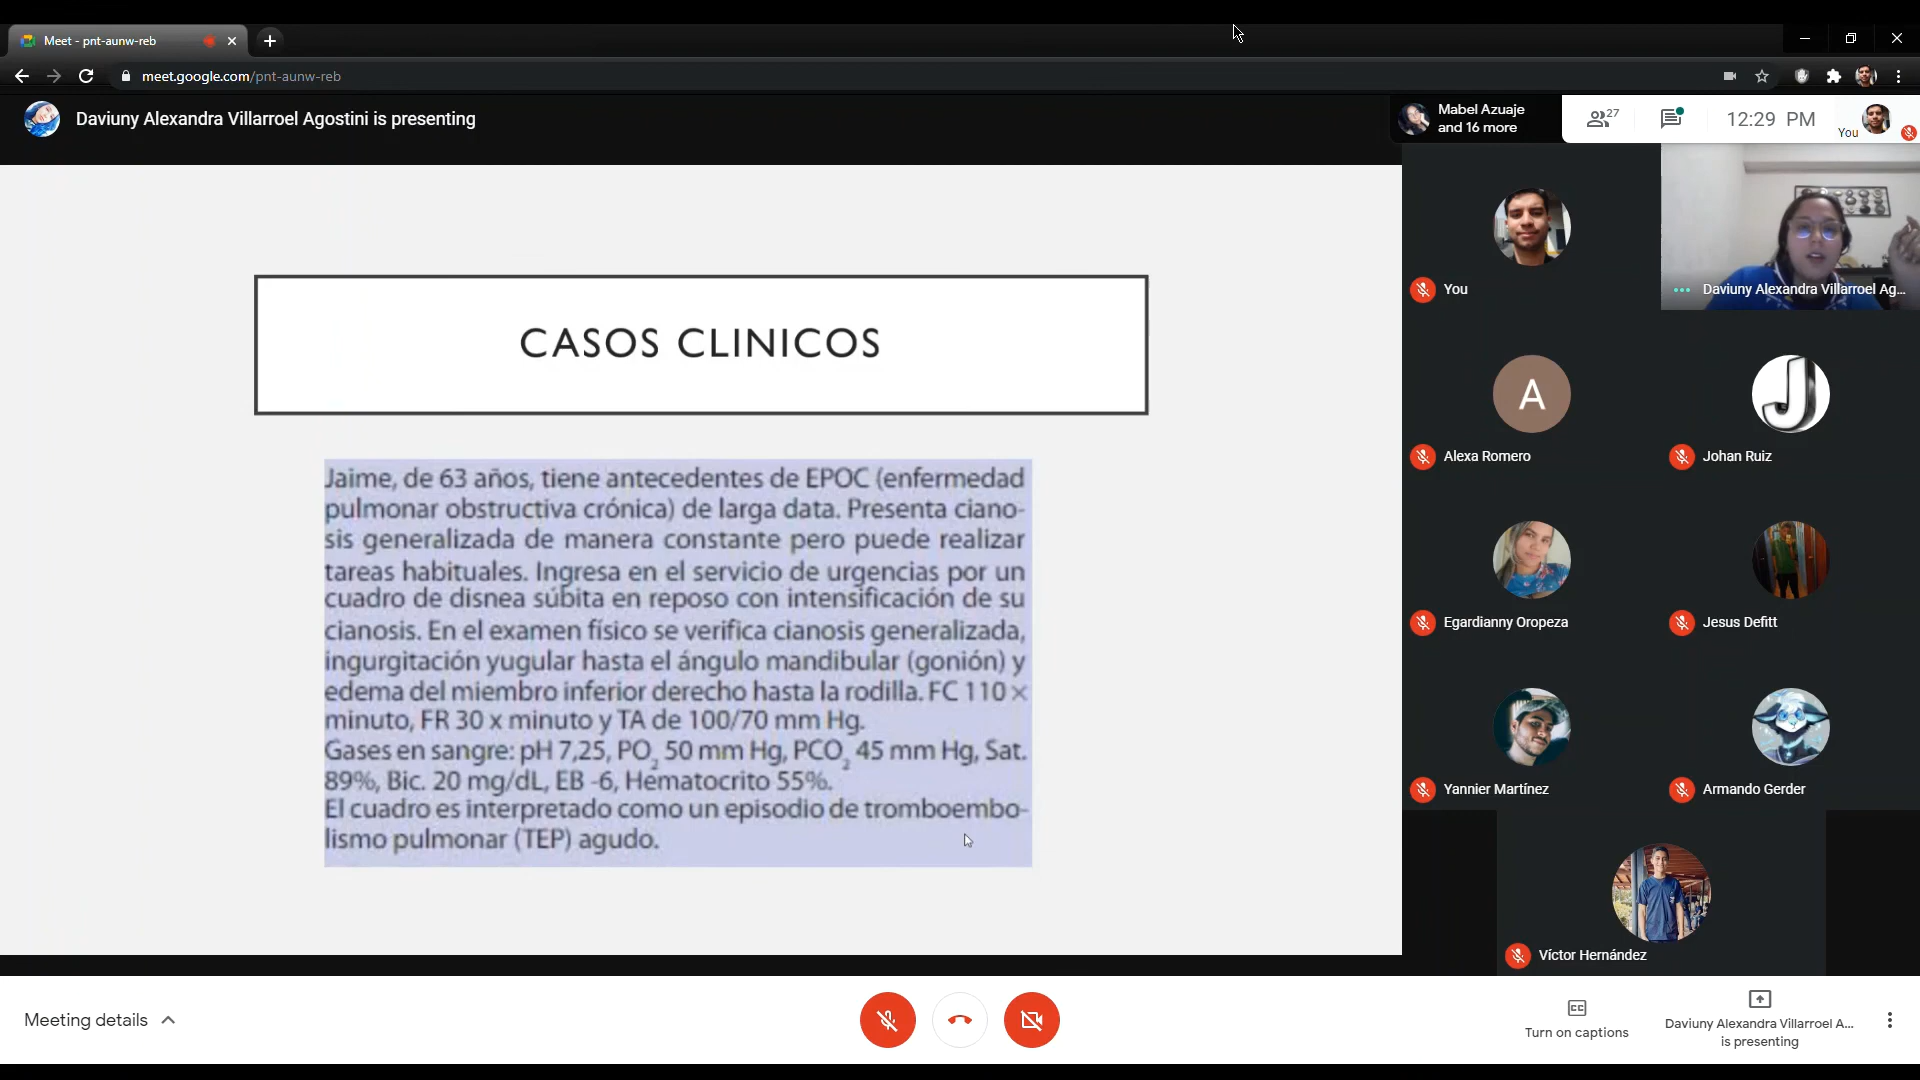 Meet - pnt-aunw-reb
meet.google.com/pnt-aunw-reb
Daviuny Alexandra Villarroel Agostini is presenting
Mabel Azuaje
and 16 more
27
12:29 PM
You
CASOS CLINICOS
Jaime, de 63 años, tiene antecedentes de EPOC (enfermedad
pulmonar obstructiva crónica) de larga data. Presenta ciano-
sis generalizada de manera constante pero puede realizar
tareas habituales. Ingresa en el servicio de urgencias por un
cuadro de disnea súbita en reposo con intensificación de su
cianosis. En el examen físico se verifica cianosis generalizada,
ingurgitación yugular hasta el ángulo mandibular (gonión) y
edema del miembro inferior derecho hasta la rodilla. FC 110 ×
minuto, FR 30 x minuto y TA de 100/70 mm Hg.
Gases en sangre: pH 7,25, PO₂ 50 mm Hg, PCO₂ 45 mm Hg, Sat.
89%, Bic. 20 mg/dL, EB -6, Hematocrito 55%.
El cuadro es interpretado como un episodio de tromboembo-
lismo pulmonar (TEP) agudo.
You
Daviuny Alexandra Villarroel Ag...
A
J
Alexa Romero
Johan Ruiz
Egardianny Oropeza
Jesus Defitt
Yannier Martínez
Armando Gerder
Víctor Hernández
Meeting details
CC
Turn on captions
Daviuny Alexandra Villarroel A...
is presenting